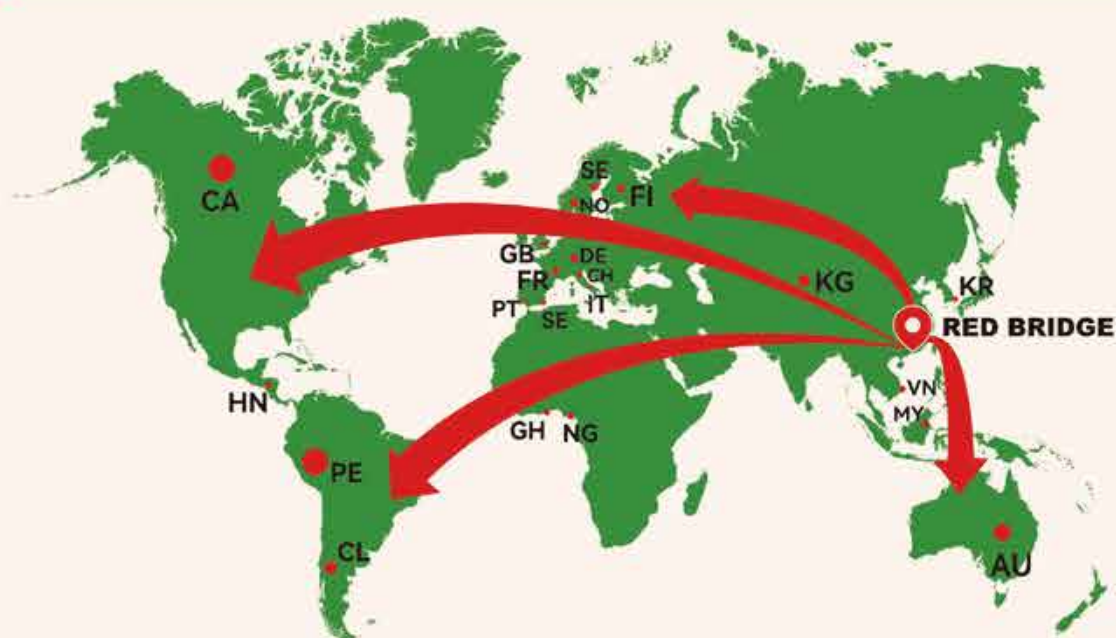 SE
FI
CA
NO
GB
DE
FR
CH
KG
KR
PT
SE
IT
RED BRIDGE
VN
HN
MY
GH
NG
PE
CL
AU